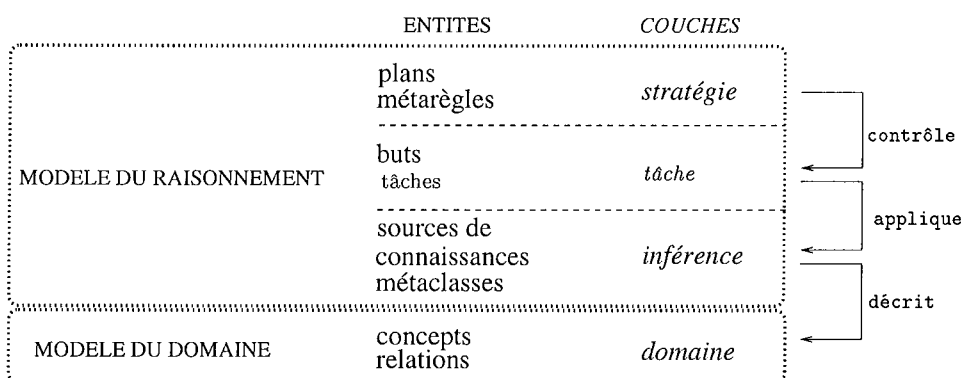 ENTITES COUCHES
plans
métarègles
stratégie
contrôle
buts
tâches
tâche
MODELE DU RAISONNEMENT
applique
sources de
connaissances
métaclasses
inférence
décrit
MODELE DU DOMAINE
concepts
relations
domaine